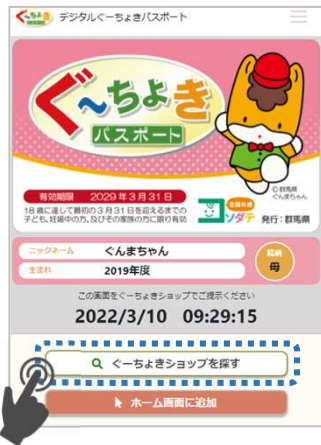 ぐ~ちょき パスポート デジタルぐーちょきパスポート
ぐ~ちょき
パスポート
有効期限 2029年3月31日
18歳に達して最初の3月31日を迎えるまでの
子ども、妊娠中の方、及びその家族の方に限り有効
全国共通
コソダテ
©群馬県
ぐんまちゃん
発行:群馬県
ニックネーム ぐんまちゃん
生まれ 2019年度
続柄
母
この画面をぐーちょきショップでご提示ください
2022/3/10 09:29:15
ぐーちょきショップを探す
ホーム画面に追加